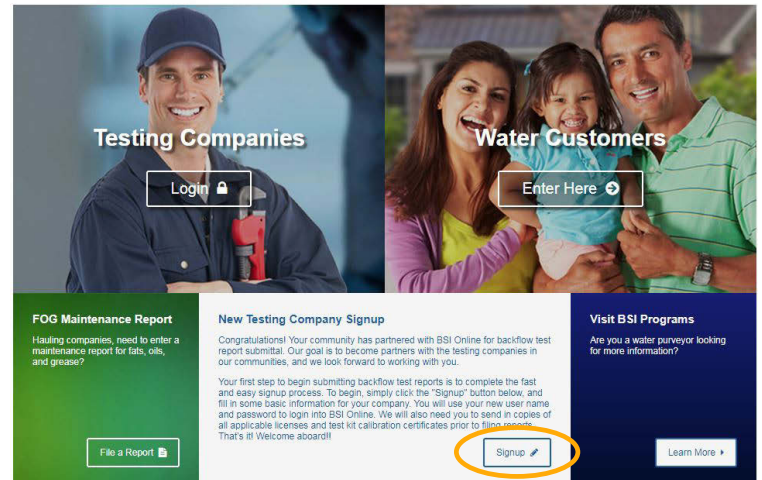 Testing Companies
Login
Water Customers
Enter Here
FOG Maintenance Report
Hauling companies, need to enter a
maintenance report for fats, oils,
and grease?
File a Report
New Testing Company Signup
Congratulations! Your community has partnered with BSI Online for backflow test
report submittal. Our goal is to become partners with the testing companies in
our communities, and we look forward to working with you.
Your first step to begin submitting backflow test reports is to complete the fast
and easy signup process. To begin, simply click the "Signup" button below, and
fill in some basic information for your company. You will use your new user name
and password to login into BSI Online. We will also need you to send in copies of
all applicable licenses and test kit calibration certificates prior to filing reports.
That's it! Welcome aboard!!
Signup
Visit BSI Programs
Are you a water purveyor looking
for more information?
Learn More